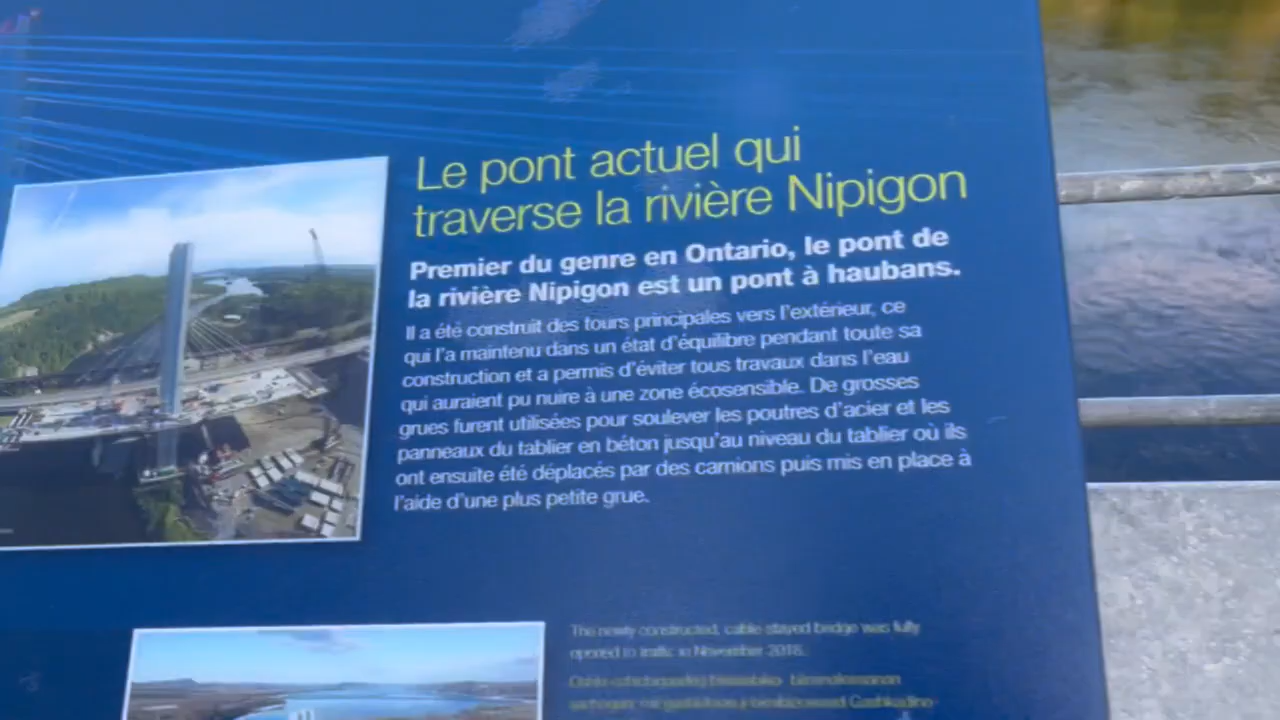 Le pont actuel qui
traverse la rivière Nipigon
Premier du genre en Ontario, le pont de
la rivière Nipigon est un pont à haubans.
Il a été construit des tours principales vers l'extérieur, ce
qui l'a maintenu dans un état d'équilibre pendant toute sa
construction et a permis d'éviter tous travaux dans l'eau
qui auraient pu nuire à une zone écosensible. De grosses
grues furent utilisées pour soulever les poutres d'acier et les
panneaux du tablier en béton jusqu'au niveau du tablier où ils
ont ensuite été déplacés par des camions puis mis en place à
l'aide d'une plus petite grue.
The newly constructed, cable stayed bridge was fully
opened to traffic in November 2018.